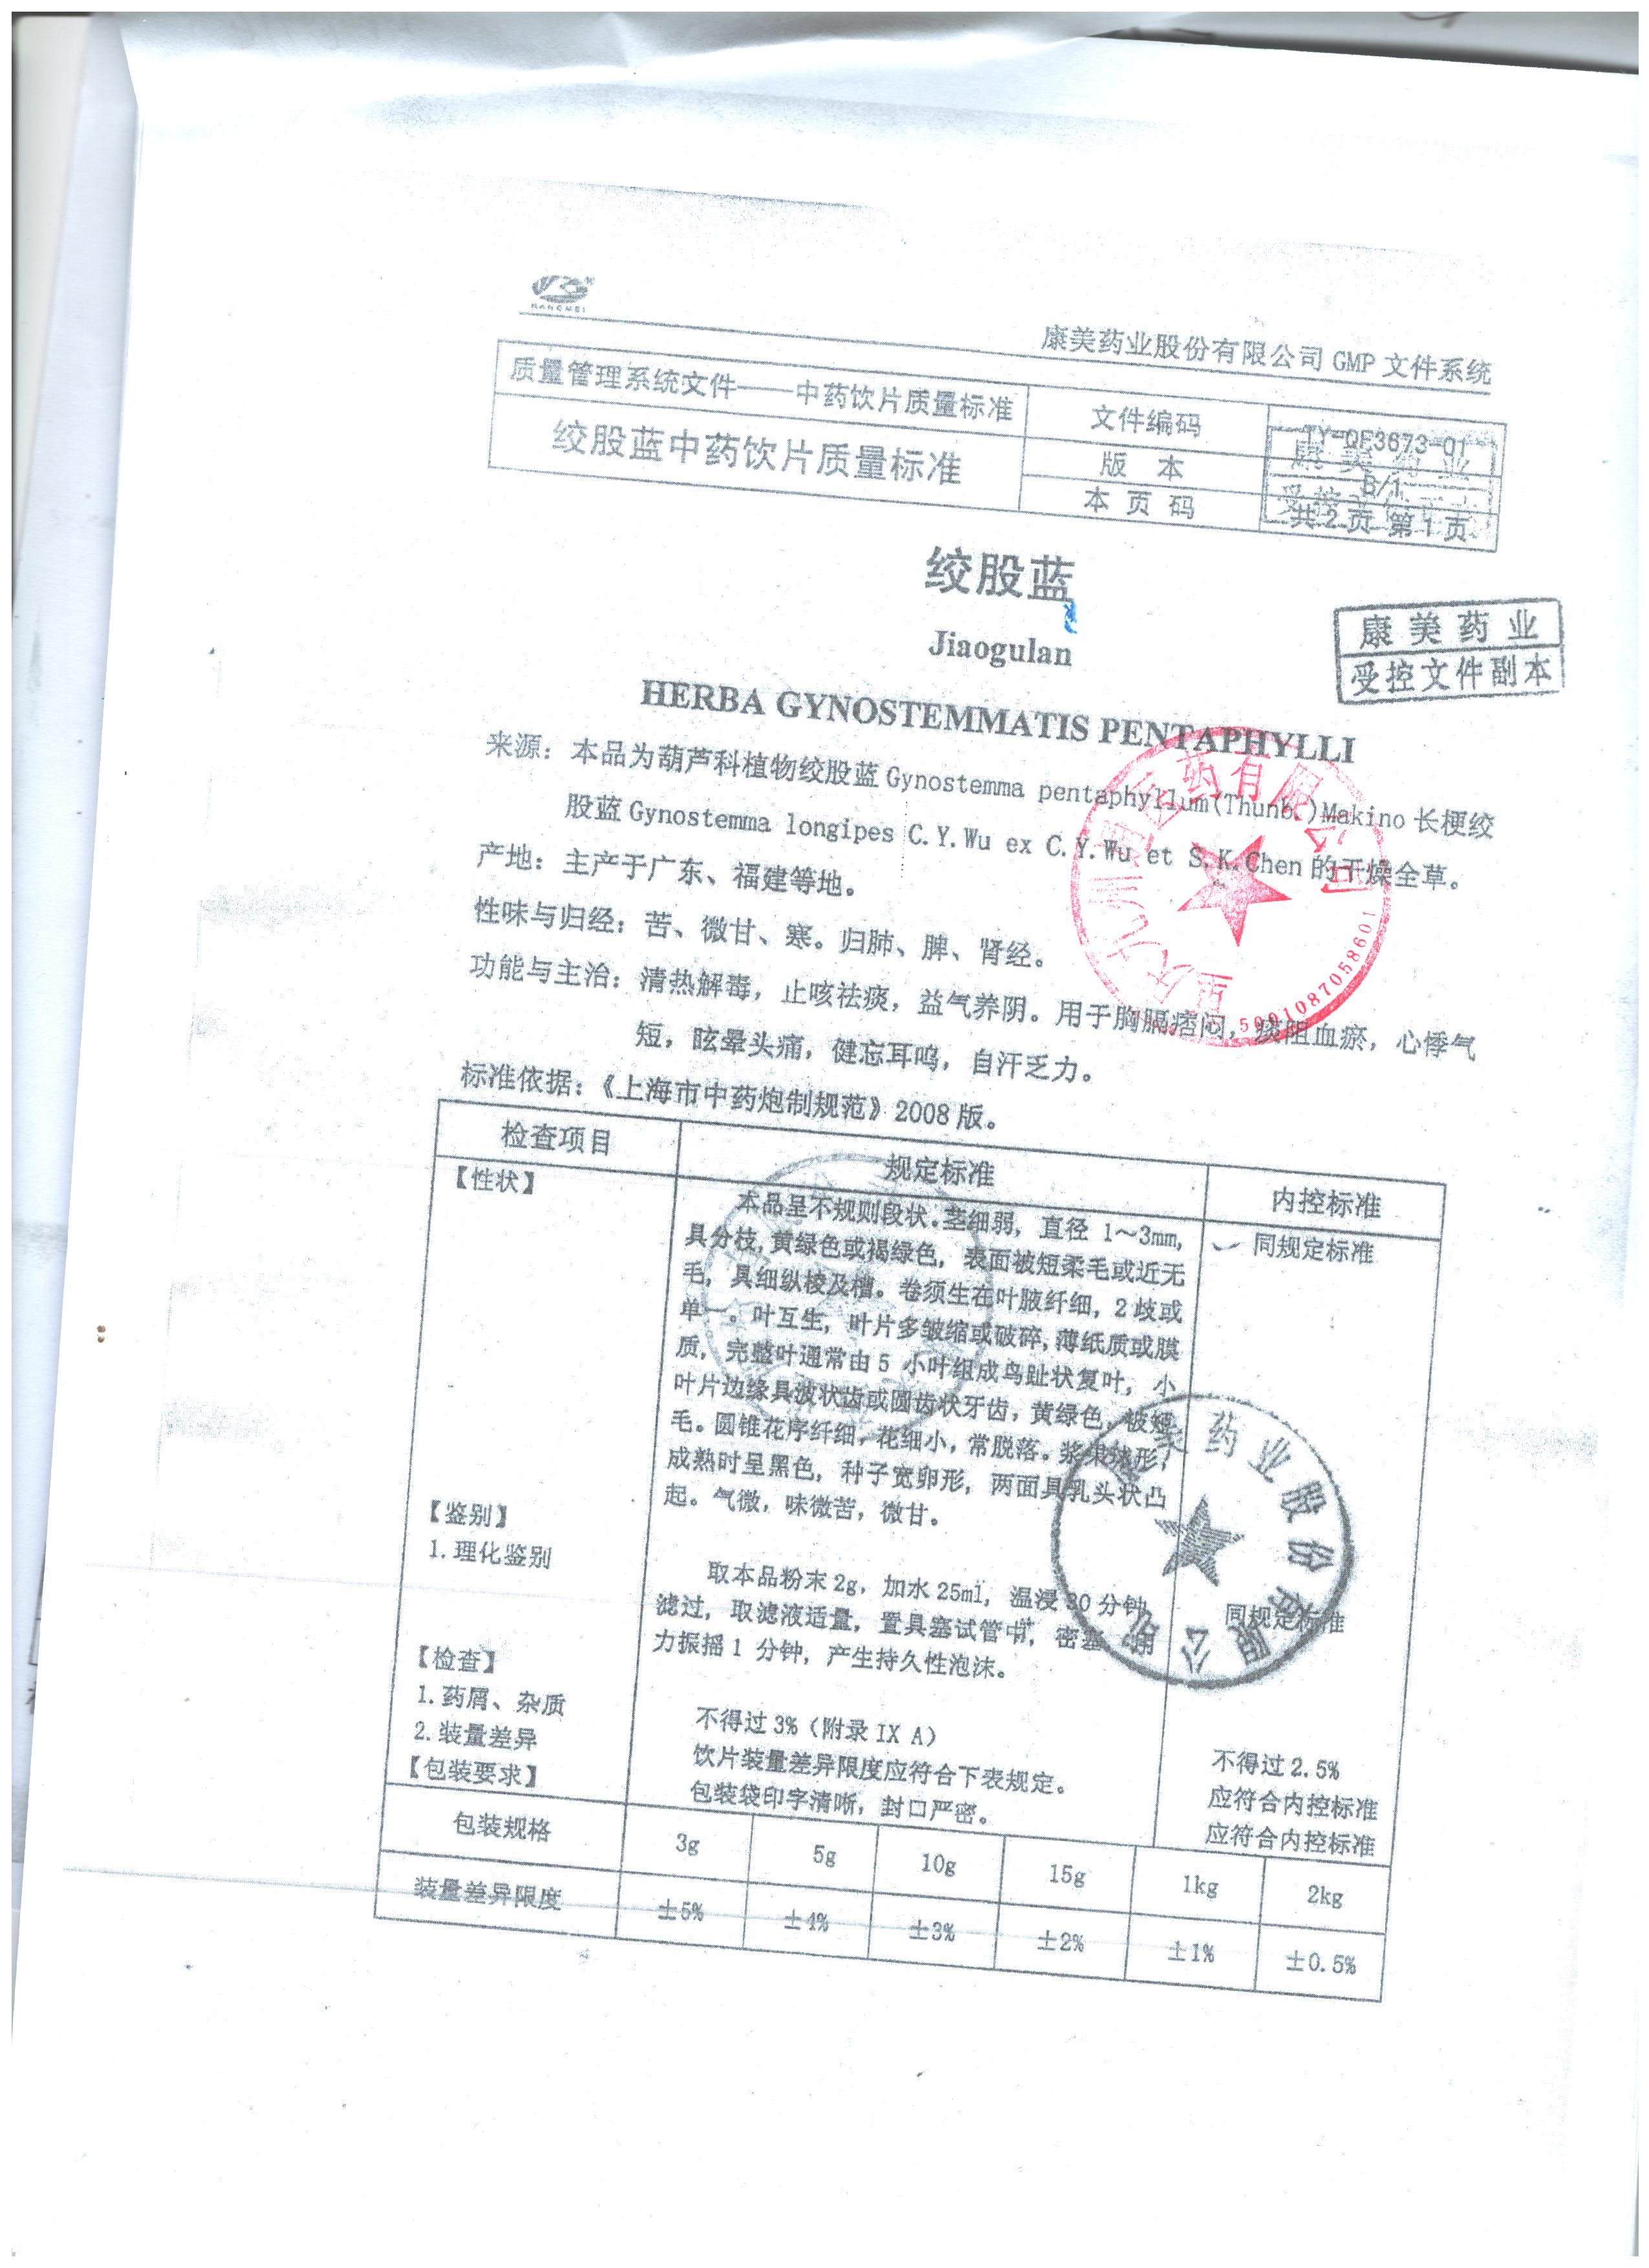 KANGMEI
康美药业股份有限公司 GMP 文件系统
质量管理系统文件——中药饮片质量标准
文件编码
TY-QF3673-01
绞股蓝中药饮片质量标准
版 本
B/1
本 页 码
共 2 页 第 1 页
绞股蓝
Jiaogulan
康 美 药 业
受控文件副本
HERBA GYNOSTEMMATIS PENTAPHYLLI
来源：本品为葫芦科植物绞股蓝 Gynostemma pentaphyllum(Thunb.)Makino 长梗绞
股蓝 Gynostemma longipes C.Y.Wu ex C.Y.Wu et S.K.Chen 的干燥全草。
产地：主产于广东、福建等地。
性味与归经：苦、微甘、寒。归肺、脾、肾经。
功能与主治：清热解毒，止咳祛痰，益气养阴。用于胸膈痞闷，痰阻血瘀，心悸气
短，眩晕头痛，健忘耳鸣，自汗乏力。
标准依据：《上海市中药炮制规范》2008 版。
5001087058601
检查项目
规定标准
内控标准
【性状】
本品呈不规则段状。茎细弱，直径 1～3mm,
具分枝，黄绿色或褐绿色，表面被短柔毛或近无
毛，具细纵棱及槽。卷须生在叶腋纤细，2 歧或
单一。叶互生，叶片多皱缩或破碎，薄纸质或膜
质，完整叶通常由 5 小叶组成鸟趾状复叶，小
叶片边缘具波状齿或圆齿状牙齿，黄绿色，被短
毛。圆锥花序纤细，花细小，常脱落。浆果球形，
成熟时呈黑色，种子宽卵形，两面具乳头状凸
起。气微，味微苦，微甘。
同规定标准
【鉴别】
1.理化鉴别
取本品粉末 2g，加水 25ml，温浸 30 分钟，
滤过，取滤液适量，置具塞试管中，密塞，用
力振摇 1 分钟，产生持久性泡沫。
同规定标准
【检查】
1.药屑、杂质
不得过 3%（附录 IX A）
不得过 2.5%
2.装量差异
饮片装量差异限度应符合下表规定。
应符合内控标准
【包装要求】
包装袋印字清晰，封口严密。
应符合内控标准
包装规格
3g
5g
10g
15g
1kg
2kg
装量差异限度
±5%
±4%
±3%
±2%
±1%
±0.5%